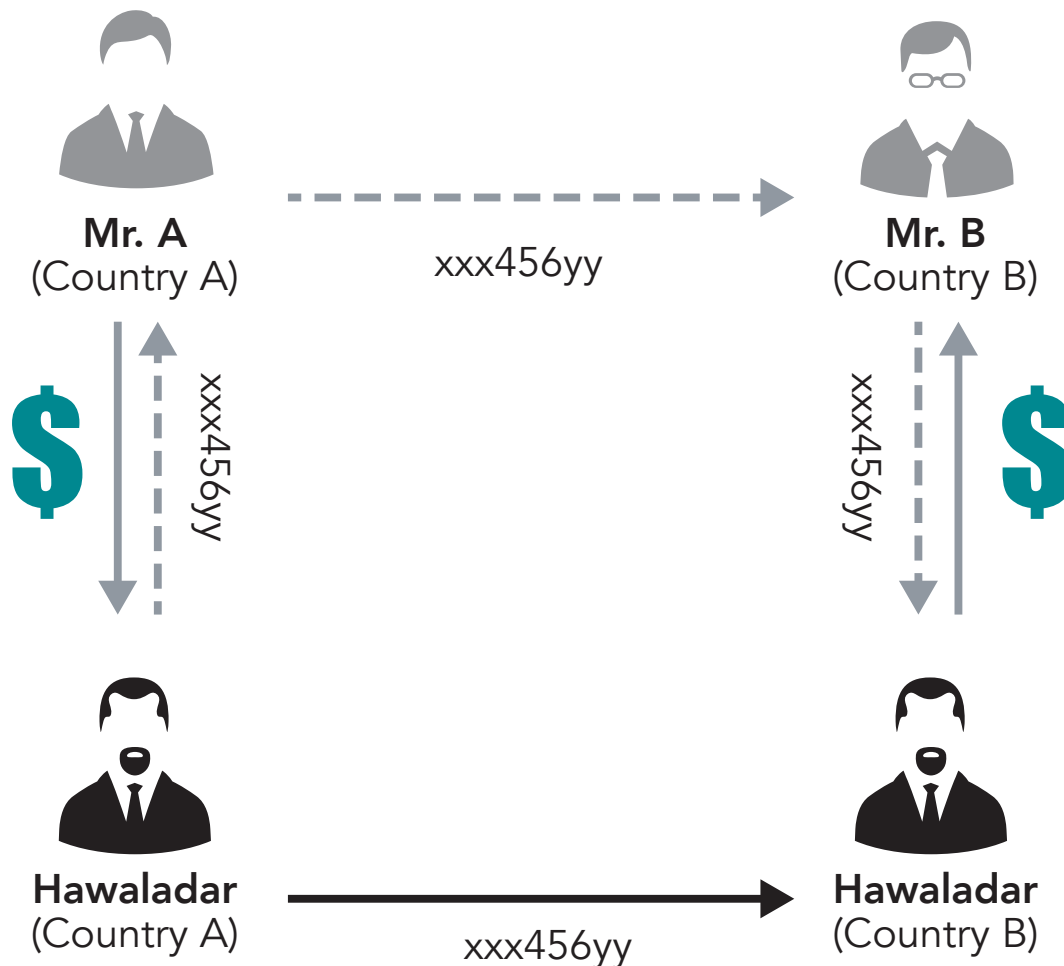 Mr. A
(Country A)
Mr. B
(Country B)
xxx456yy
$
xxx456yy
xxx456yy
$
Hawaladar
(Country A)
Hawaladar
(Country B)
xxx456yy